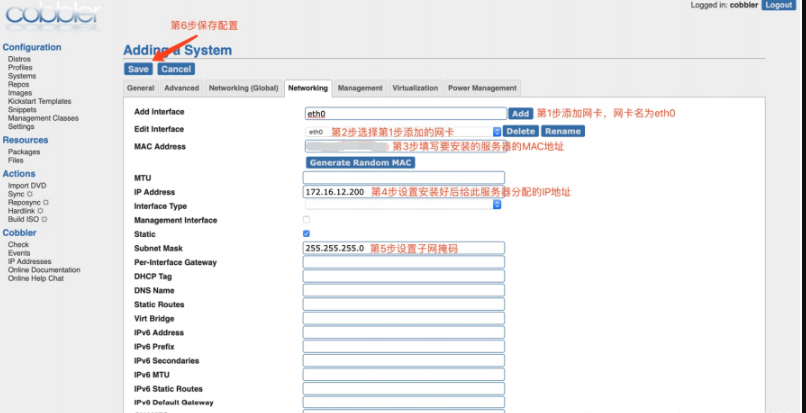 cobbler
Logged in: cobbler Logout
第6步保存配置
Configuration
Distros
Profiles
Systems
Repos
Images
Kickstart Templates
Snippets
Management Classes
Settings
Resources
Packages
Files
Actions
Import DVD
Sync
Reposync
Hardlink
Build ISO
Cobbler
Check
Events
IP Addresses
Online Documentation
Online Help Chat
Adding a System
Save Cancel
General Advanced Networking (Global) Networking Management Virtualization Power Management
Add Interface eth0 Add 第1步添加网卡，网卡名为eth0
Edit Interface eth0 第2步选择第1步添加的网卡 Delete Rename
MAC Address 第3步填写要安装的服务器的MAC地址
Generate Random MAC
MTU
IP Address 172.16.12.200 第4步设置安装好后给此服务器分配的IP地址
Interface Type
Management Interface
Static
Subnet Mask 255.255.255.0 第5步设置子网掩码
Per-Interface Gateway
DHCP Tag
DNS Name
Static Routes
Virt Bridge
IPv6 Address
IPv6 Prefix
IPv6 Secondaries
IPv6 MTU
IPv6 Static Routes
IPv6 Default Gateway